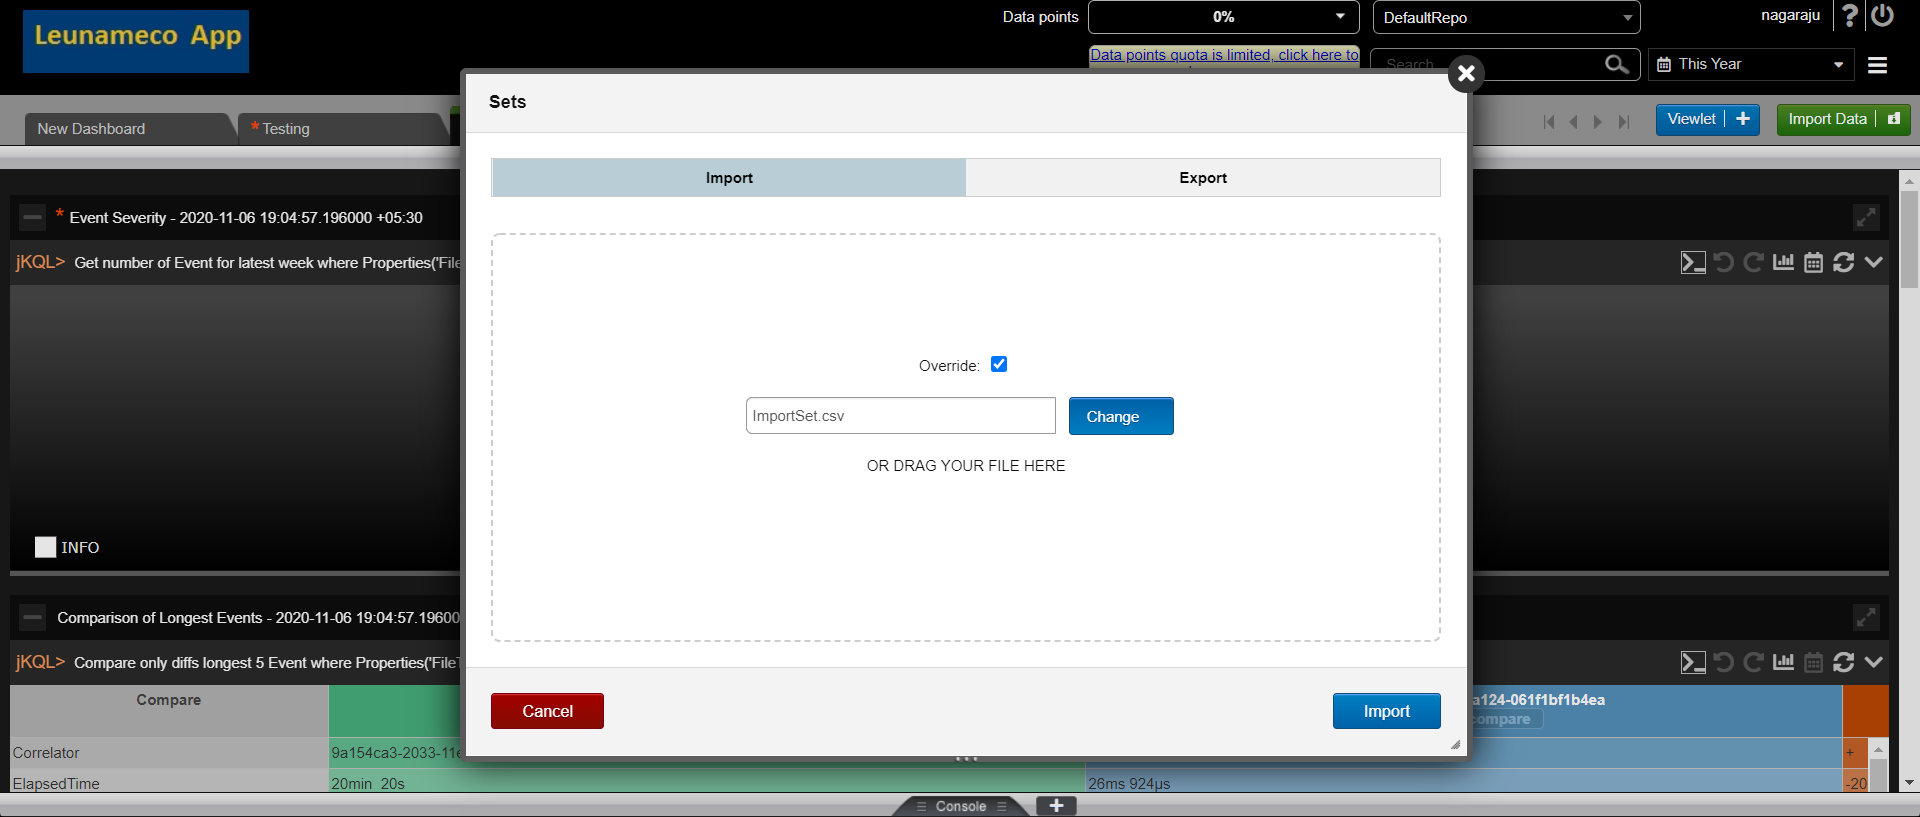 Leunameco App
Data points
0%
DefaultRepo
nagaraju
Data points quota is limited, click here to
Search
This Year
New Dashboard
* Testing
Viewlet
Import Data
Sets
Import
Export
* Event Severity - 2020-11-06 19:04:57.196000 +05:30
jKQL> Get number of Event for latest week where Properties('File
Override:
ImportSet.csv
Change
OR DRAG YOUR FILE HERE
INFO
Comparison of Longest Events - 2020-11-06 19:04:57.19600
jKQL> Compare only diffs longest 5 Event where Properties('File
Cancel
Import
Compare
a124-061f1bf1b4ea
compare
Correlator
9a154ca3-2033-11e
+
ElapsedTime
20min 20s
26ms 924µs
-20
Console